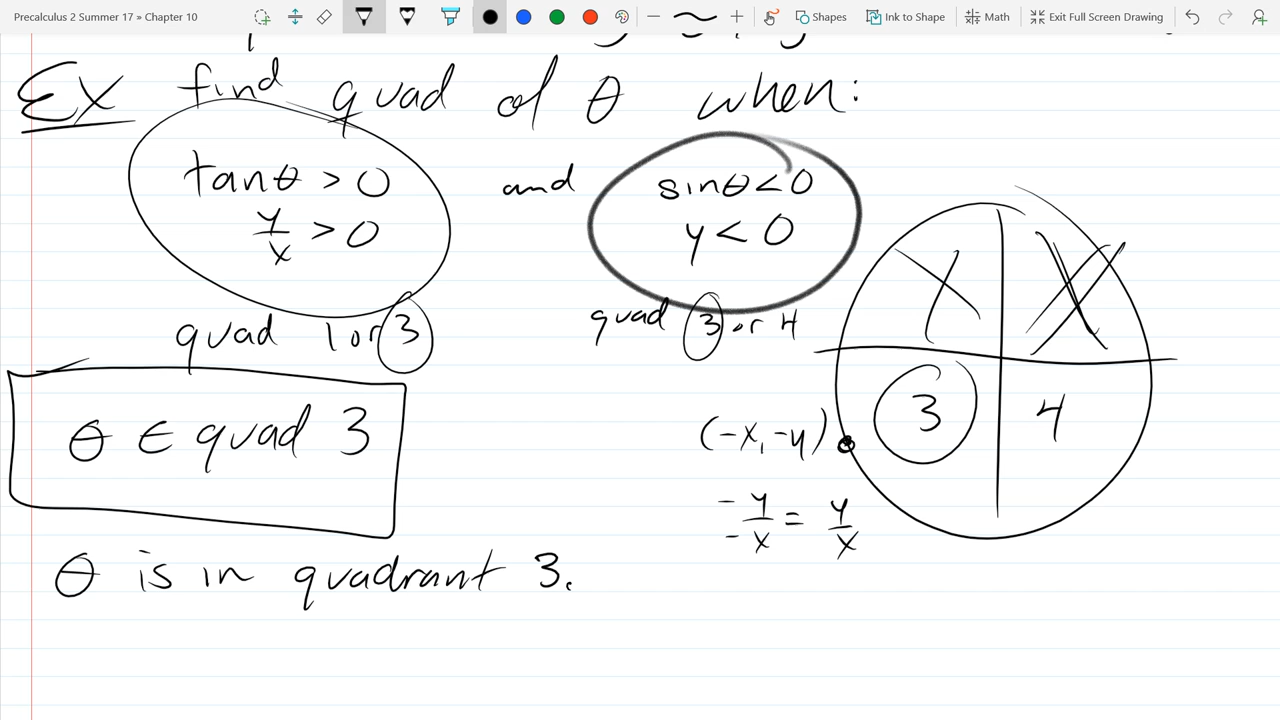 Precalculus 2 Summer 17 » Chapter 10
Shapes
Ink to Shape
Math
Exit Full Screen Drawing
Ex find quad of θ when:
tanθ > 0 and sinθ < 0
y/x > 0 y < 0
quad 1 or 3 quad 3 or 4
θ ∈ quad 3
3 4
(-x, -y)
-y/-x = y/x
θ is in quadrant 3.